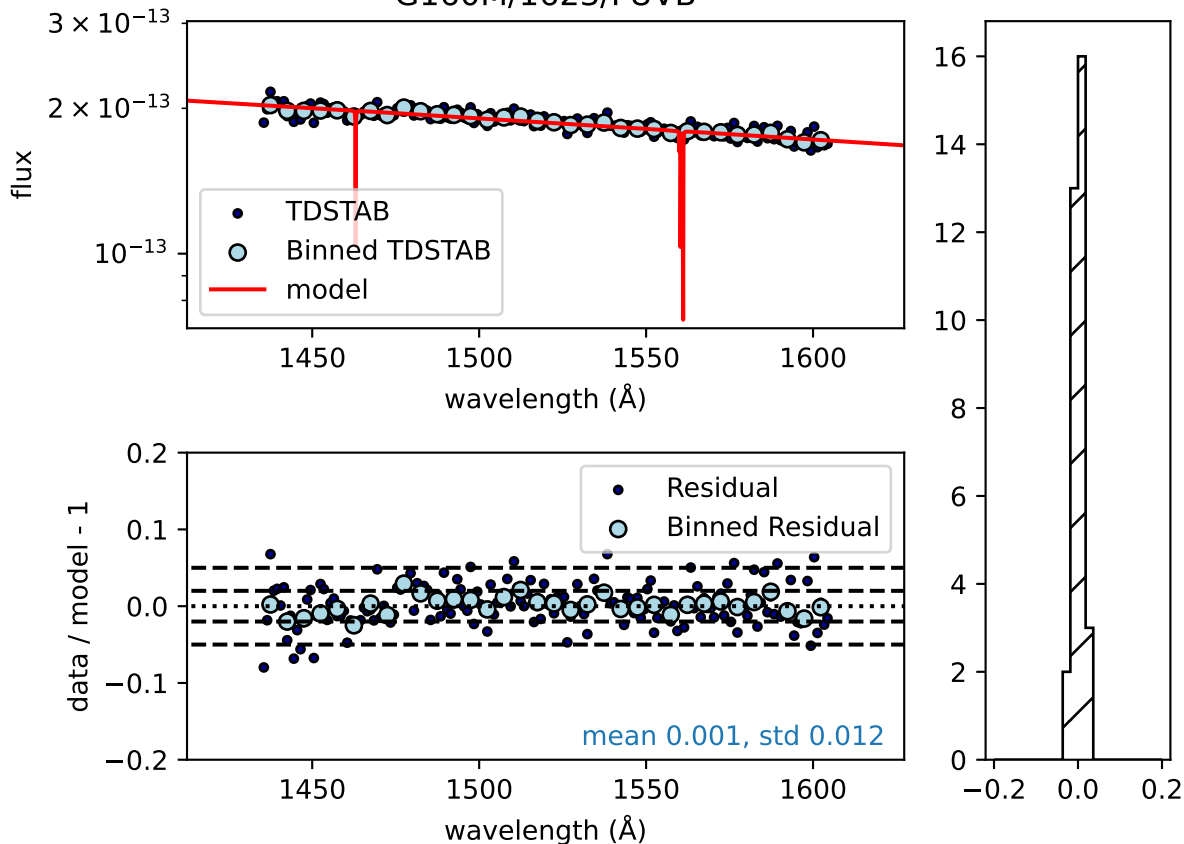 3 × 10⁻¹³
2 × 10⁻¹³
10⁻¹³
flux
TDSTAB
Binned TDSTAB
model
1450 1500 1550 1600
wavelength (Å)
0.2
0.1
0.0
−0.1
−0.2
data / model - 1
Residual
Binned Residual
mean 0.001, std 0.012
1450 1500 1550 1600
wavelength (Å)
16
14
12
10
8
6
4
2
0
−0.2 0.0 0.2